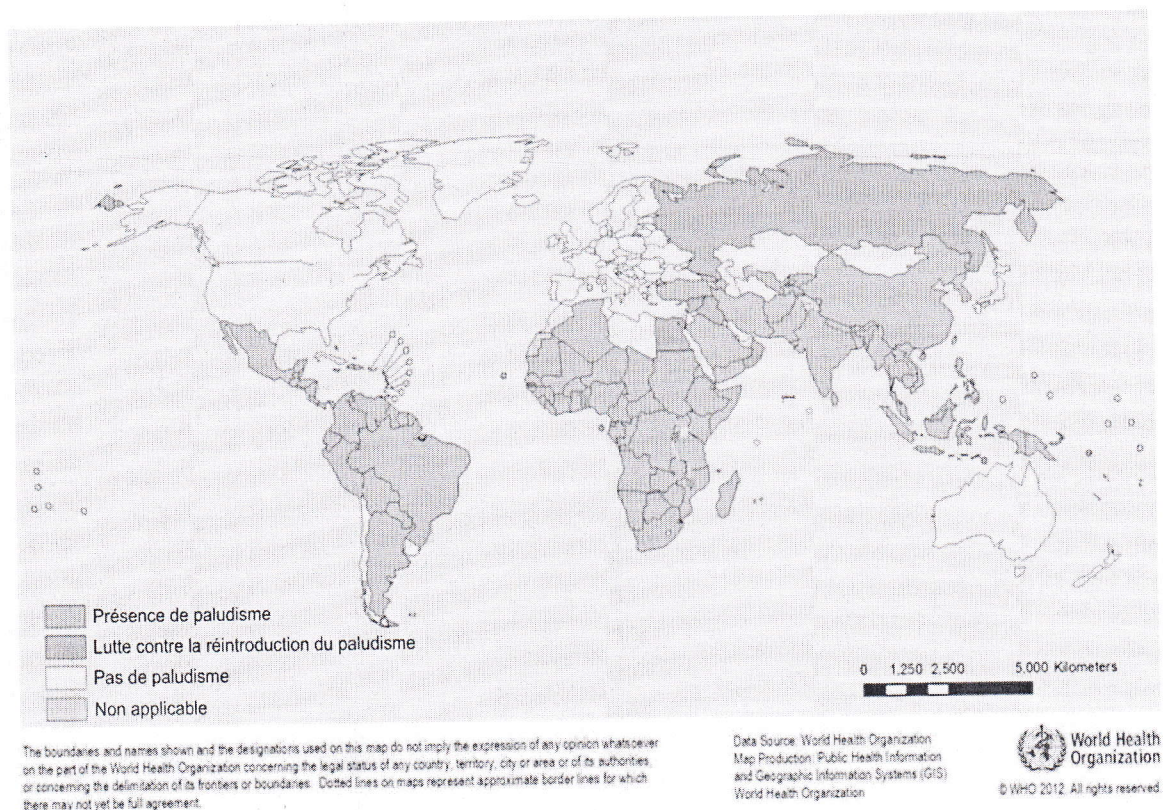 Présence de paludisme
Lutte contre la réintroduction du paludisme
Pas de paludisme
Non applicable
0 1,250 2,500 5,000 Kilometers
The boundaries and names shown and the designations used on this map do not imply the expression of any opinion whatsoever
on the part of the World Health Organization concerning the legal status of any country, territory, city or area or of its authorities,
or concerning the delimitation of its frontiers or boundaries. Dotted lines on maps represent approximate border lines for which
there may not yet be full agreement.
Data Source: World Health Organization
Map Production: Public Health Information
and Geographic Information Systems (GIS)
World Health Organization
World Health
Organization
© WHO 2012. All rights reserved.